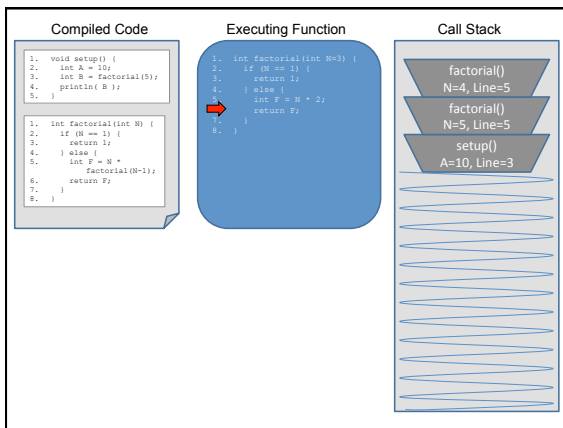 Compiled Code
1. void setup() {
2. int A = 10;
3. int B = factorial(5);
4. println( B );
5. }
1. int factorial(int N) {
2. if (N == 1) {
3. return 1;
4. } else {
5. int F = N *
factorial(N-1);
6. return F;
7. }
8. }
Executing Function
1. int factorial(int N=3) {
2. if (N == 1) {
3. return 1;
4. } else {
5. int F = N * 2;
return F;
7. }
8. }
Call Stack
factorial()
N=4, Line=5
factorial()
N=5, Line=5
setup()
A=10, Line=3